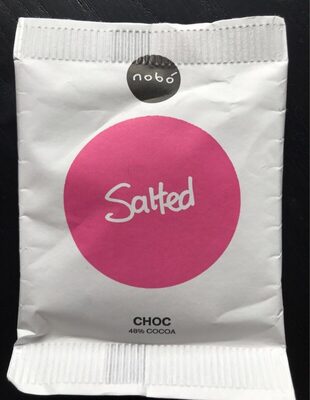 nobó
Salted
CHOC
48% COCOA